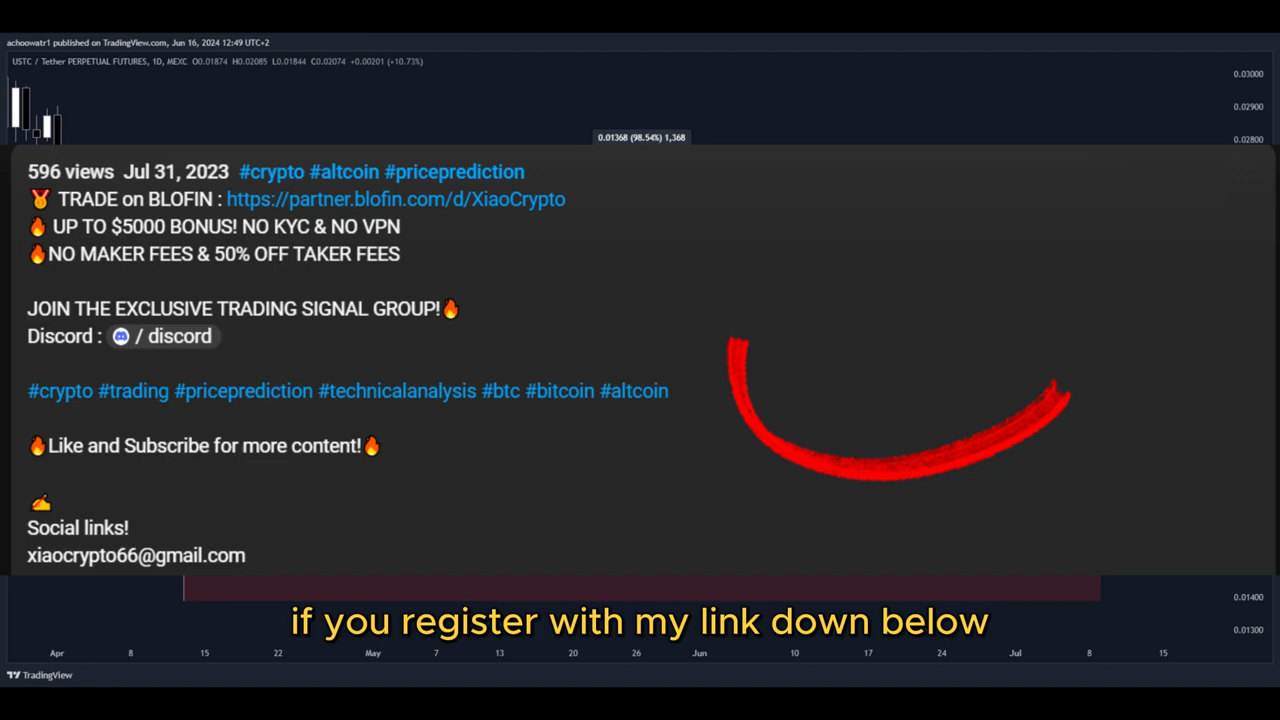 achoowatr1 published on TradingView.com, Jun 16, 2024 12:49 UTC+2
USTC / Tether PERPETUAL FUTURES, 1D, MEXC O0.01874 H0.02085 L0.01844 C0.02074 +0.00201 (+10.73%)
0.03000
0.02900
0.02800
0.01368 (98.54%) 1,368
596 views Jul 31, 2023 #crypto #altcoin #priceprediction
🏅 TRADE on BLOFIN : https://partner.blofin.com/d/XiaoCrypto
🔥 UP TO $5000 BONUS! NO KYC & NO VPN
🔥NO MAKER FEES & 50% OFF TAKER FEES
JOIN THE EXCLUSIVE TRADING SIGNAL GROUP!🔥
Discord : / discord
#crypto #trading #priceprediction #technicalanalysis #btc #bitcoin #altcoin
🔥Like and Subscribe for more content!🔥
✍
Social links!
xiaocrypto66@gmail.com
0.01400
if you register with my link down below
0.01300
Apr 8 15 22 May 7 13 20 26 Jun 10 17 24 Jul 8 15
TradingView